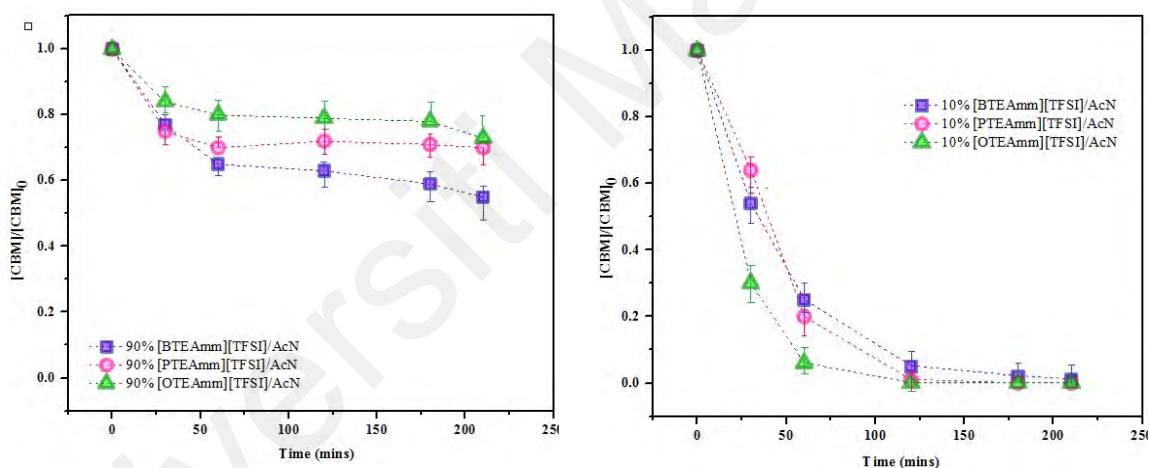 1.0
0.8
0.6
0.4
0.2
0.0
[CBM]/[CBM]0
90% [BTEAmm][TFSI]/AcN
90% [PTEAmm][TFSI]/AcN
90% [OTEAmm][TFSI]/AcN
0 50 100 150 200 250
Time (mins)
1.0
0.8
0.6
0.4
0.2
0.0
[CBM]/[CBM]0
10% [BTEAmm][TFSI]/AcN
10% [PTEAmm][TFSI]/AcN
10% [OTEAmm][TFSI]/AcN
0 50 100 150 200 250
Time (mins)
versiti Ma